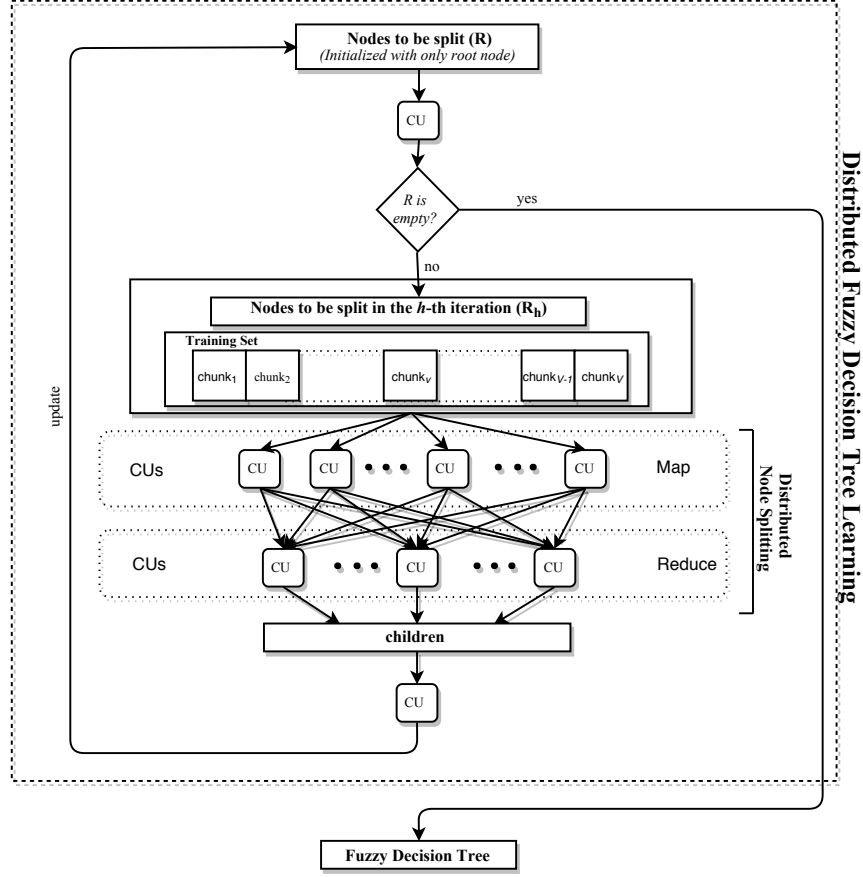 Nodes to be split (R)
(Initialized with only root node)
CU
R is
empty?
yes
no
Nodes to be split in the h-th iteration (Rh)
Training Set
chunk1 chunk2 chunkv chunkV-1 chunkV
update
CUs CU CU CU CU Map
CUs CU CU CU Reduce
Distributed
Node Splitting
children
CU
Distributed Fuzzy Decision Tree Learning
Fuzzy Decision Tree